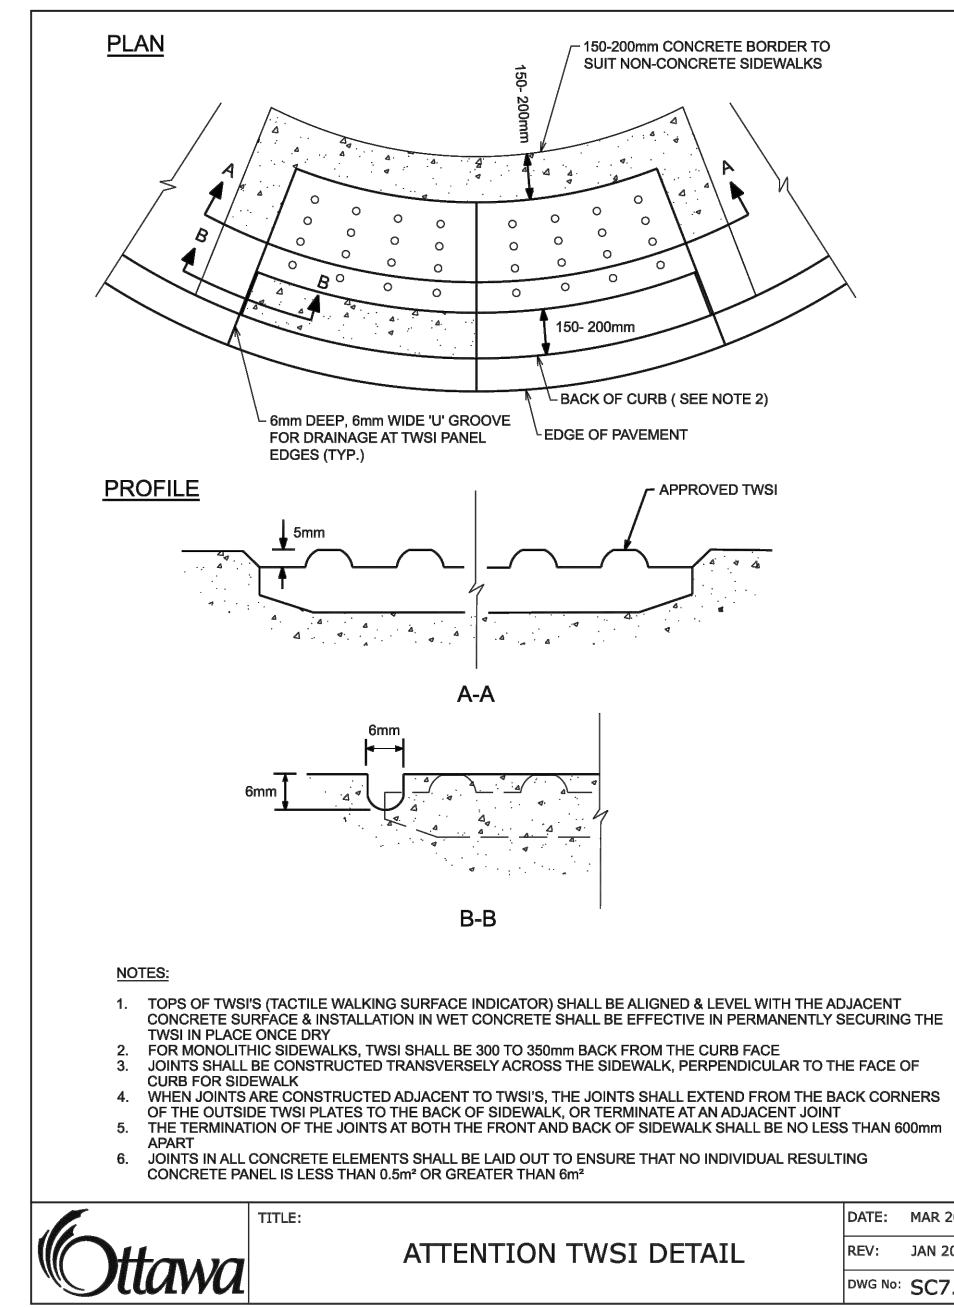 PLAN
150-200mm CONCRETE BORDER TO
SUIT NON-CONCRETE SIDEWALKS
150- 200mm
A
A
B
B
150- 200mm
BACK OF CURB ( SEE NOTE 2)
6mm DEEP, 6mm WIDE 'U' GROOVE
FOR DRAINAGE AT TWSI PANEL
EDGES (TYP.)
EDGE OF PAVEMENT
PROFILE
APPROVED TWSI
5mm
A-A
6mm
6mm
B-B
NOTES:
1. TOPS OF TWSI'S (TACTILE WALKING SURFACE INDICATOR) SHALL BE ALIGNED & LEVEL WITH THE ADJACENT
CONCRETE SURFACE & INSTALLATION IN WET CONCRETE SHALL BE EFFECTIVE IN PERMANENTLY SECURING THE
TWSI IN PLACE ONCE DRY
2. FOR MONOLITHIC SIDEWALKS, TWSI SHALL BE 300 TO 350mm BACK FROM THE CURB FACE
3. JOINTS SHALL BE CONSTRUCTED TRANSVERSELY ACROSS THE SIDEWALK, PERPENDICULAR TO THE FACE OF
CURB FOR SIDEWALK
4. WHEN JOINTS ARE CONSTRUCTED ADJACENT TO TWSI'S, THE JOINTS SHALL EXTEND FROM THE BACK CORNERS
OF THE OUTSIDE TWSI PLATES TO THE BACK OF SIDEWALK, OR TERMINATE AT AN ADJACENT JOINT
5. THE TERMINATION OF THE JOINTS AT BOTH THE FRONT AND BACK OF SIDEWALK SHALL BE NO LESS THAN 600mm
APART
6. JOINTS IN ALL CONCRETE ELEMENTS SHALL BE LAID OUT TO ENSURE THAT NO INDIVIDUAL RESULTING
CONCRETE PANEL IS LESS THAN 0.5m² OR GREATER THAN 6m²
Ottawa
TITLE:
ATTENTION TWSI DETAIL
DATE: MAR 20
REV: JAN 20
DWG No: SC7.